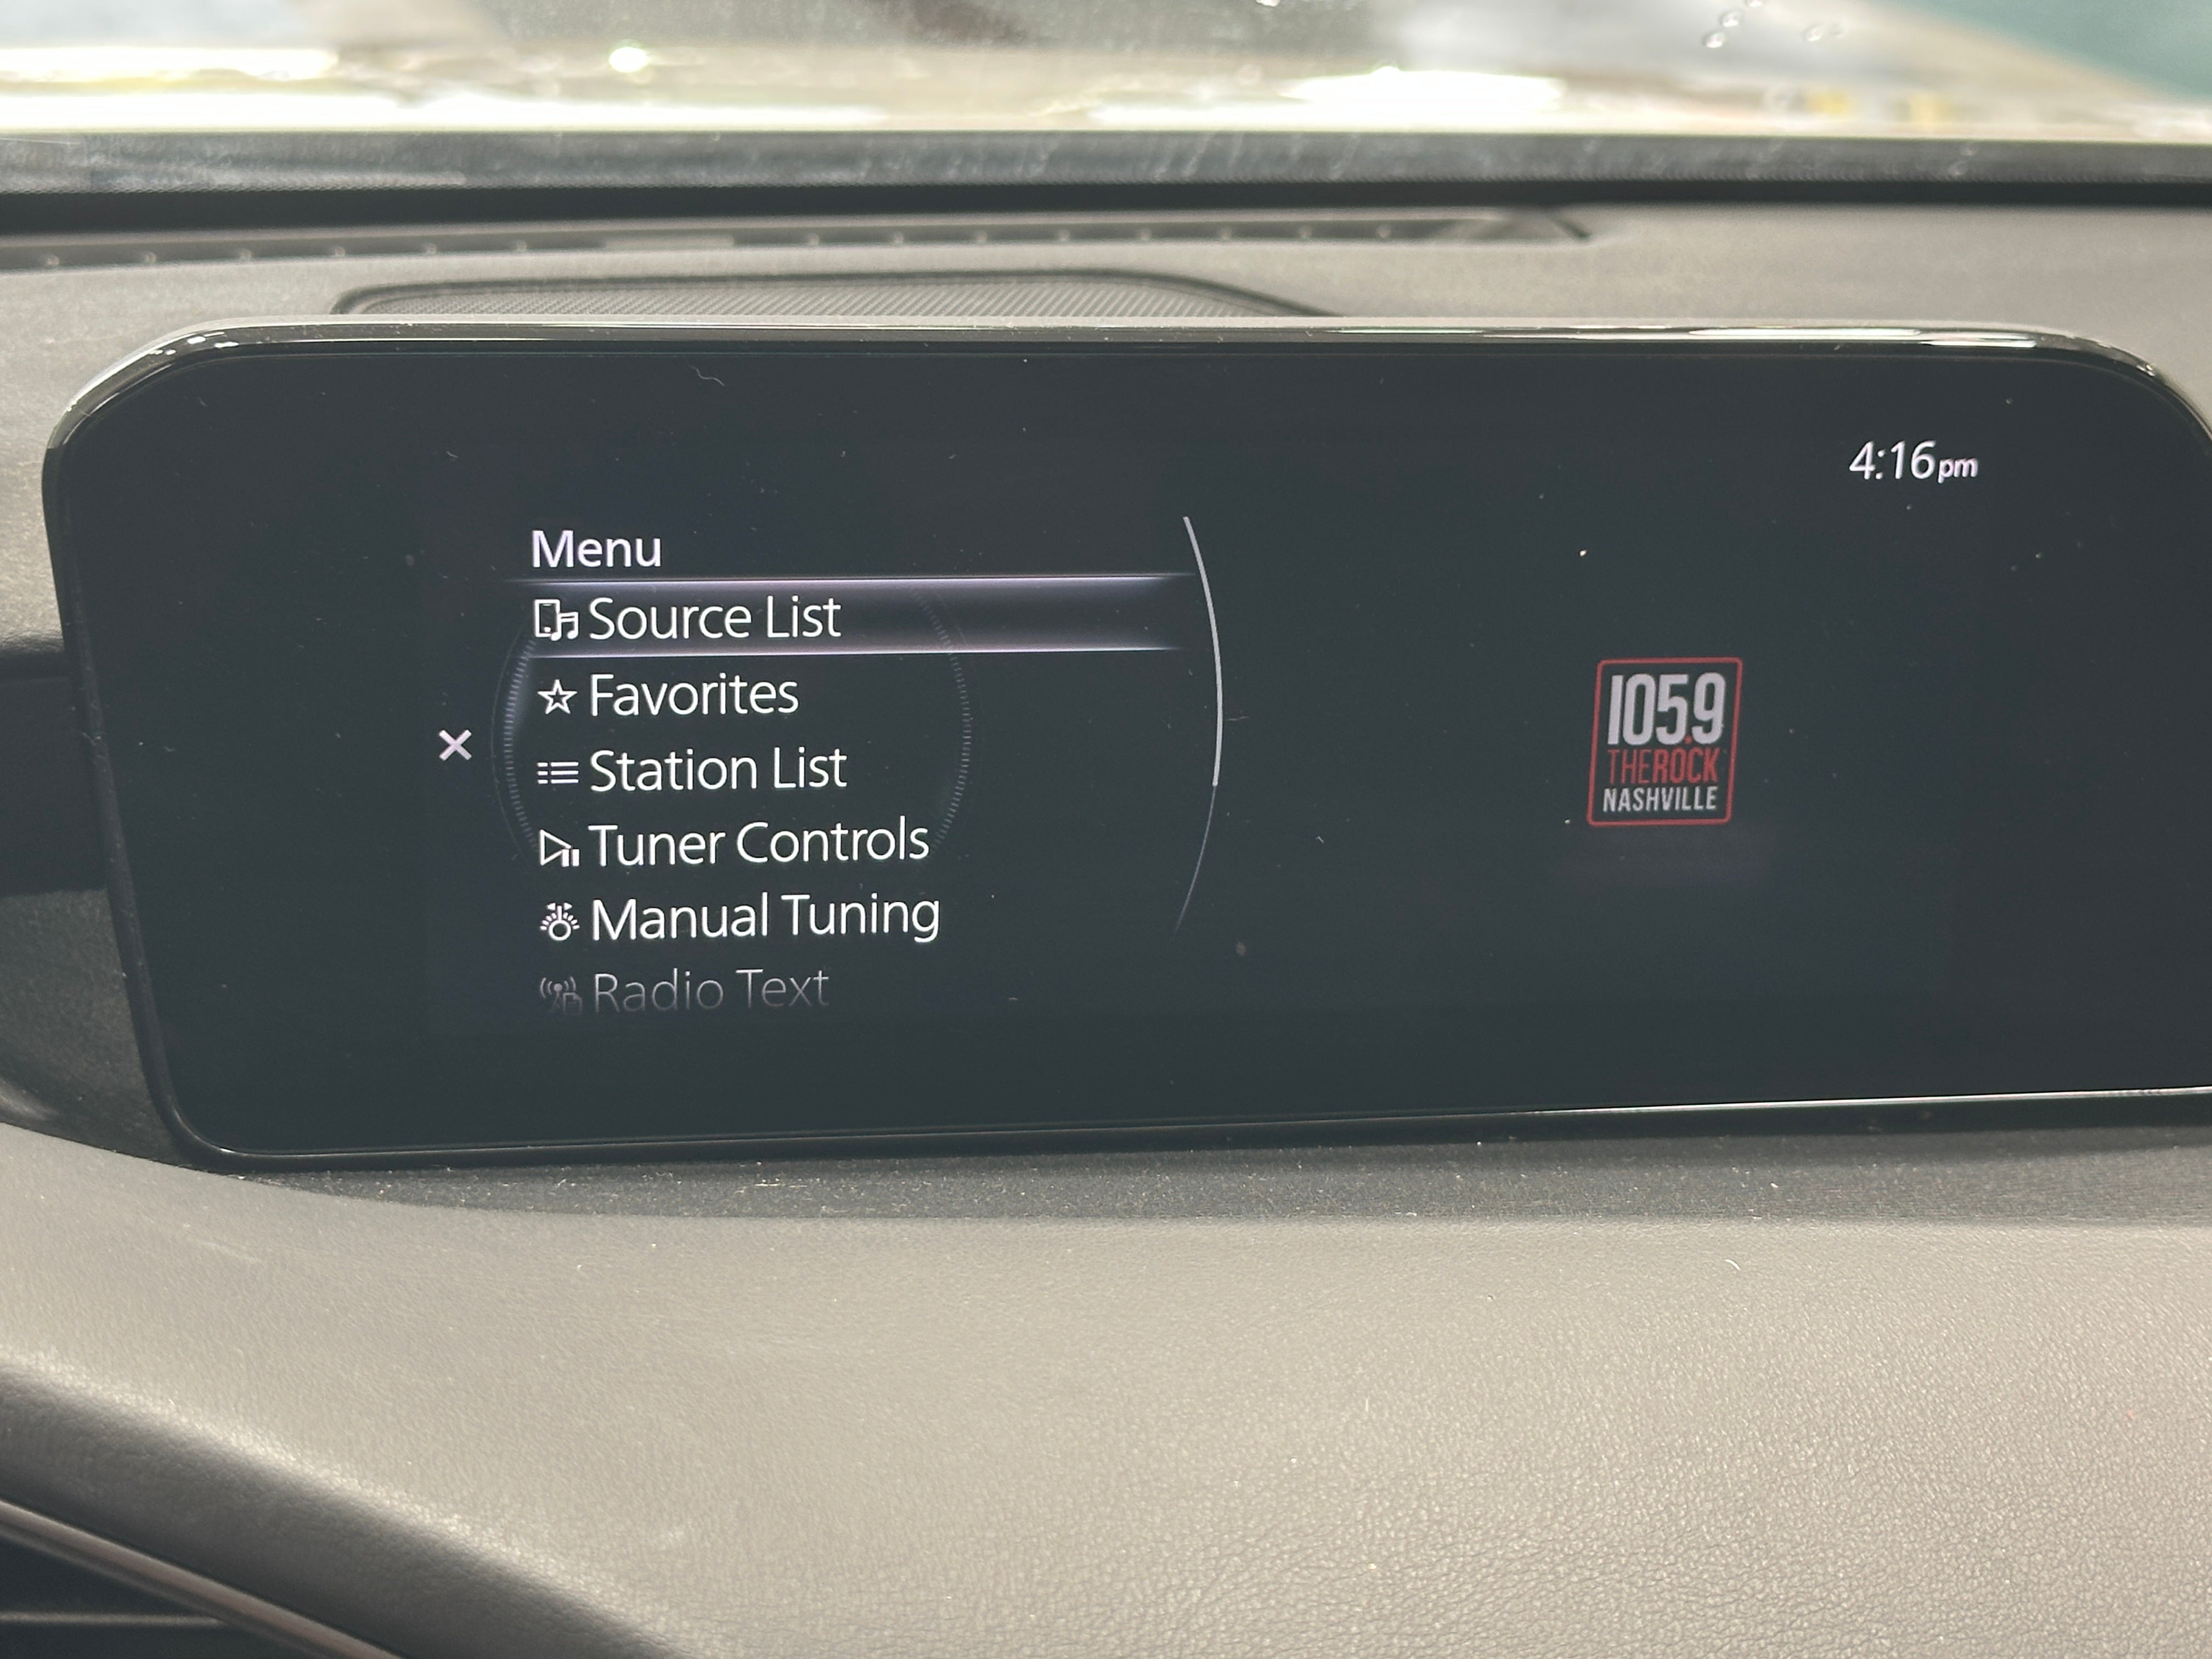 4:16pm
Menu
Source List
Favorites
Station List
Tuner Controls
Manual Tuning
Radio Text
105.9
THE ROCK
NASHVILLE